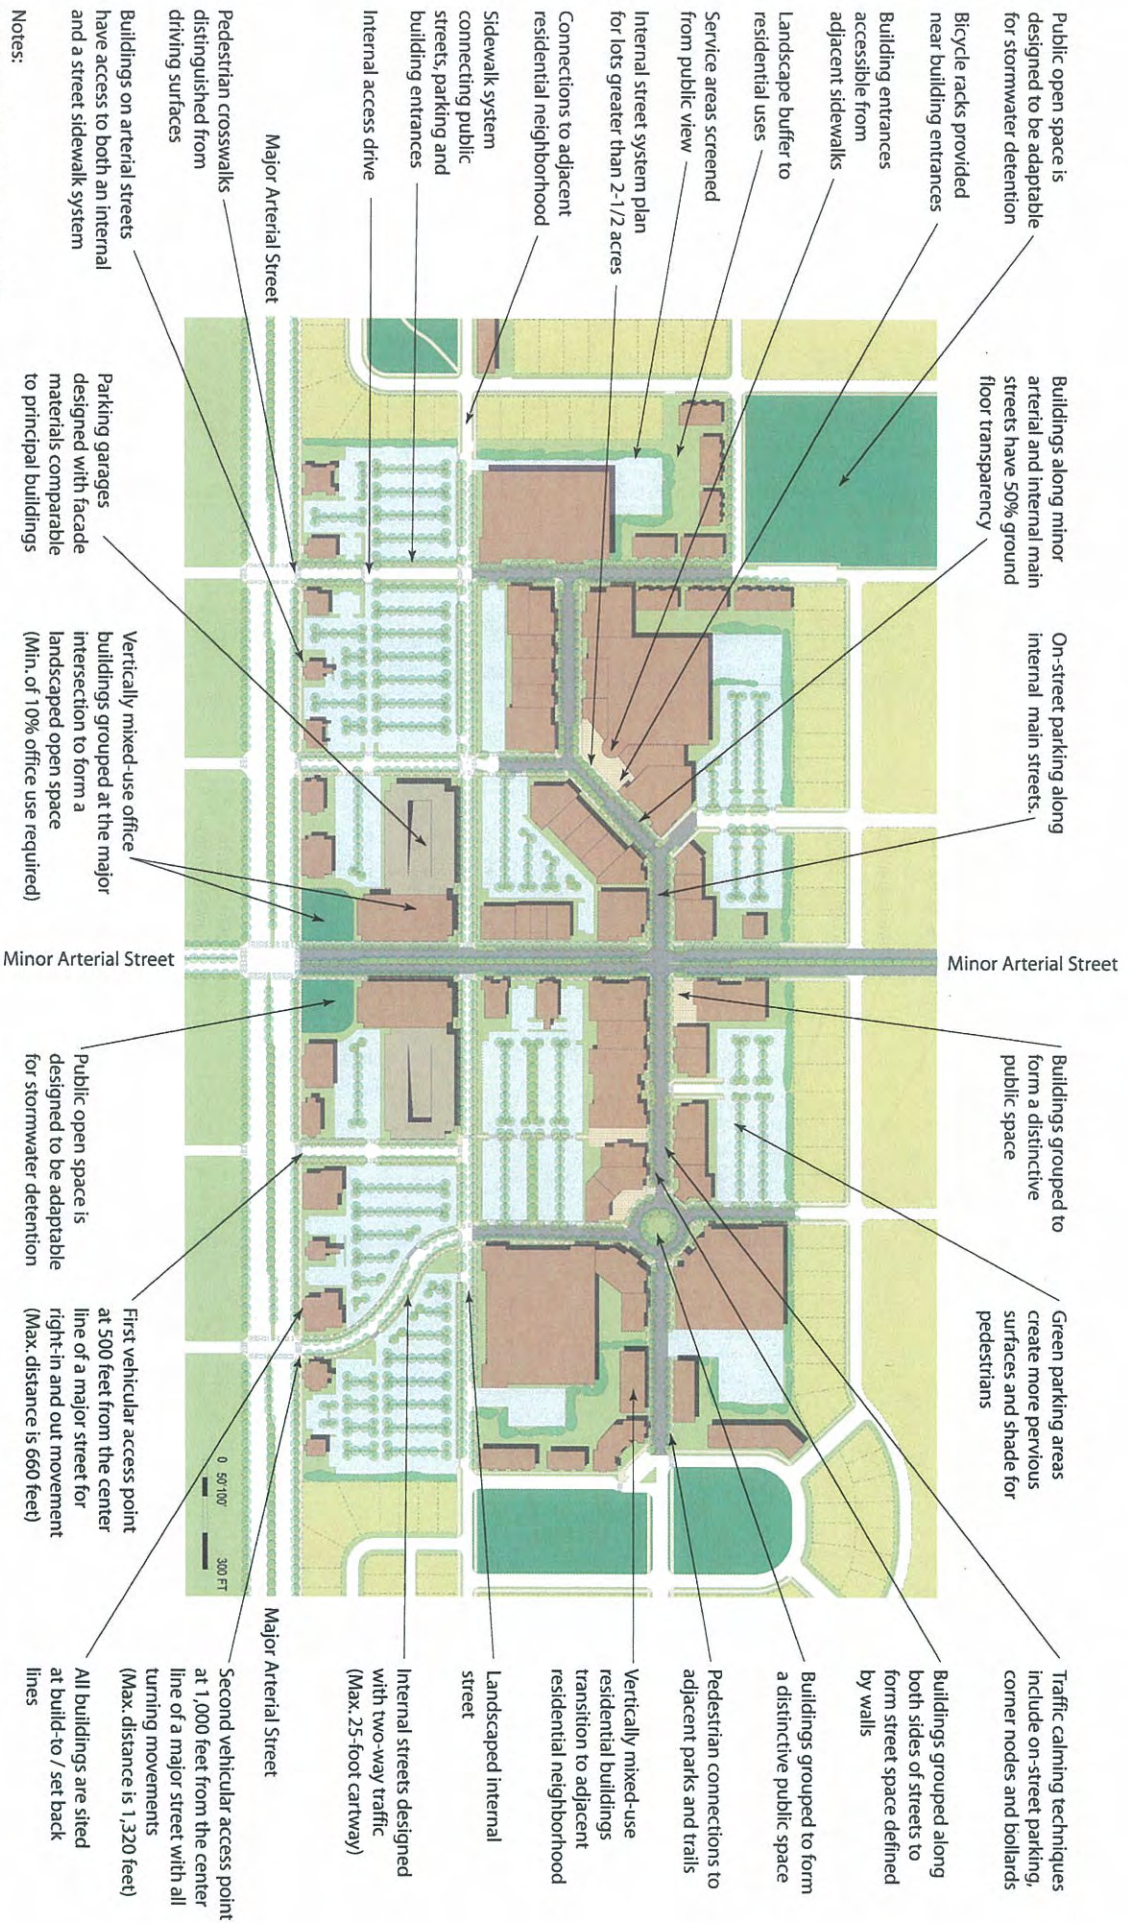 Public open space is
designed to be adaptable
for stormwater detention
Bicycle racks provided
near building entrances
Building entrances
accessible from
adjacent sidewalks
Landscape buffer to
residential uses
Service areas screened
from public view
Internal street system plan
for lots greater than 2-1/2 acres
Connections to adjacent
residential neighborhood
Sidewalk system
connecting public
streets, parking and
building entrances
Internal access drive
Major Arterial Street
Pedestrian crosswalks
distinguished from
driving surfaces
Buildings on arterial streets
have access to both an internal
and a street sidewalk system
Buildings along minor
arterial and internal main
streets have 50% ground
floor transparency
On-street parking along
internal main streets.
Minor Arterial Street
Buildings grouped to
form a distinctive
public space
Green parking areas
create more pervious
surfaces and shade for
pedestrians
Traffic calming techniques
include on-street parking,
corner nodes and bollards
Buildings grouped along
both sides of streets to
form street space defined
by walls
Buildings grouped to form
a distinctive public space
Pedestrian connections to
adjacent parks and trails
Vertically mixed-use
residential buildings
transition to adjacent
residential neighborhood
Landscaped internal
street
Internal streets designed
with two-way traffic
(Max. 25-foot cartway)
Major Arterial Street
Second vehicular access point
at 1,000 feet from the center
line of a major street with all
turning movements
(Max. distance is 1,320 feet)
All buildings are sited
at build-to / set back
lines
0 50'100' 300 FT
Parking garages
designed with facade
materials comparable
to principal buildings
Vertically mixed-use office
buildings grouped at the major
intersection to form a
landscaped open space
(Min. of 10% office use required)
Minor Arterial Street
Public open space is
designed to be adaptable
for stormwater detention
First vehicular access point
at 500 feet from the center
line of a major street for
right-in and out movement
(Max. distance is 660 feet)
Notes: